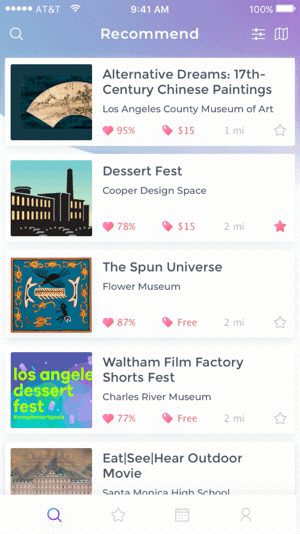 AT&T 9:41 AM 100%
Recommend
Alternative Dreams: 17th-
Century Chinese Paintings
Los Angeles County Museum of Art
95% $15 1 mi
Dessert Fest
Cooper Design Space
78% $15 2 mi
The Spun Universe
Flower Museum
87% Free 2 mi
los angele
dessert
fest
Waltham Film Factory
Shorts Fest
Charles River Museum
77% Free 2 mi
Eat|See|Hear Outdoor
Movie
Santa Monica High School